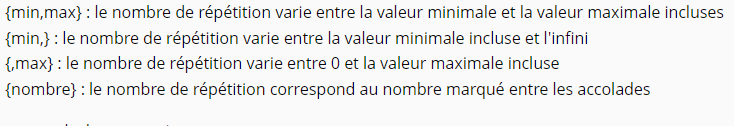 {min,max} : le nombre de répétition varie entre la valeur minimale et la valeur maximale incluses
{min,} : le nombre de répétition varie entre la valeur minimale incluse et l'infini
{,max} : le nombre de répétition varie entre 0 et la valeur maximale incluse
{nombre} : le nombre de répétition correspond au nombre marqué entre les accolades